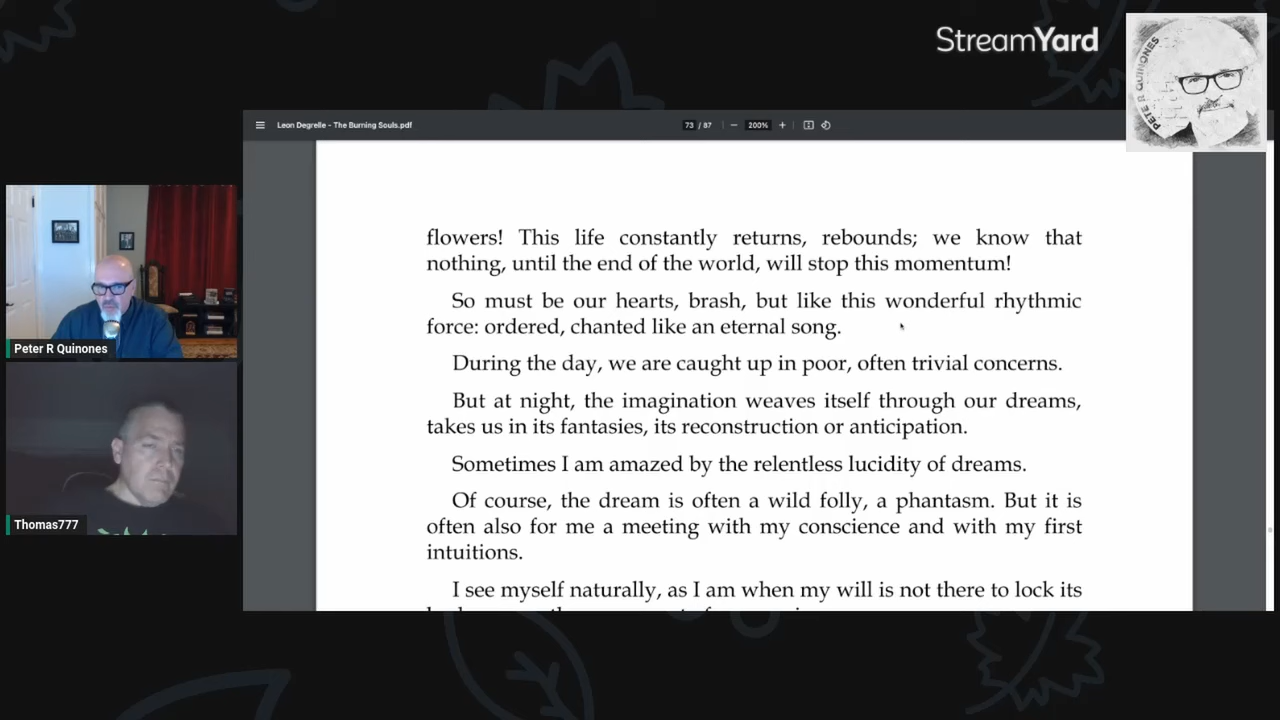 StreamYard
PETER R QUINONES
Leon Degrelle - The Burning Souls.pdf
73 / 87
200%
flowers! This life constantly returns, rebounds; we know that
nothing, until the end of the world, will stop this momentum!
So must be our hearts, brash, but like this wonderful rhythmic
force: ordered, chanted like an eternal song.
During the day, we are caught up in poor, often trivial concerns.
But at night, the imagination weaves itself through our dreams,
takes us in its fantasies, its reconstruction or anticipation.
Sometimes I am amazed by the relentless lucidity of dreams.
Of course, the dream is often a wild folly, a phantasm. But it is
often also for me a meeting with my conscience and with my first
intuitions.
I see myself naturally, as I am when my will is not there to lock its
Peter R Quinones
Thomas777